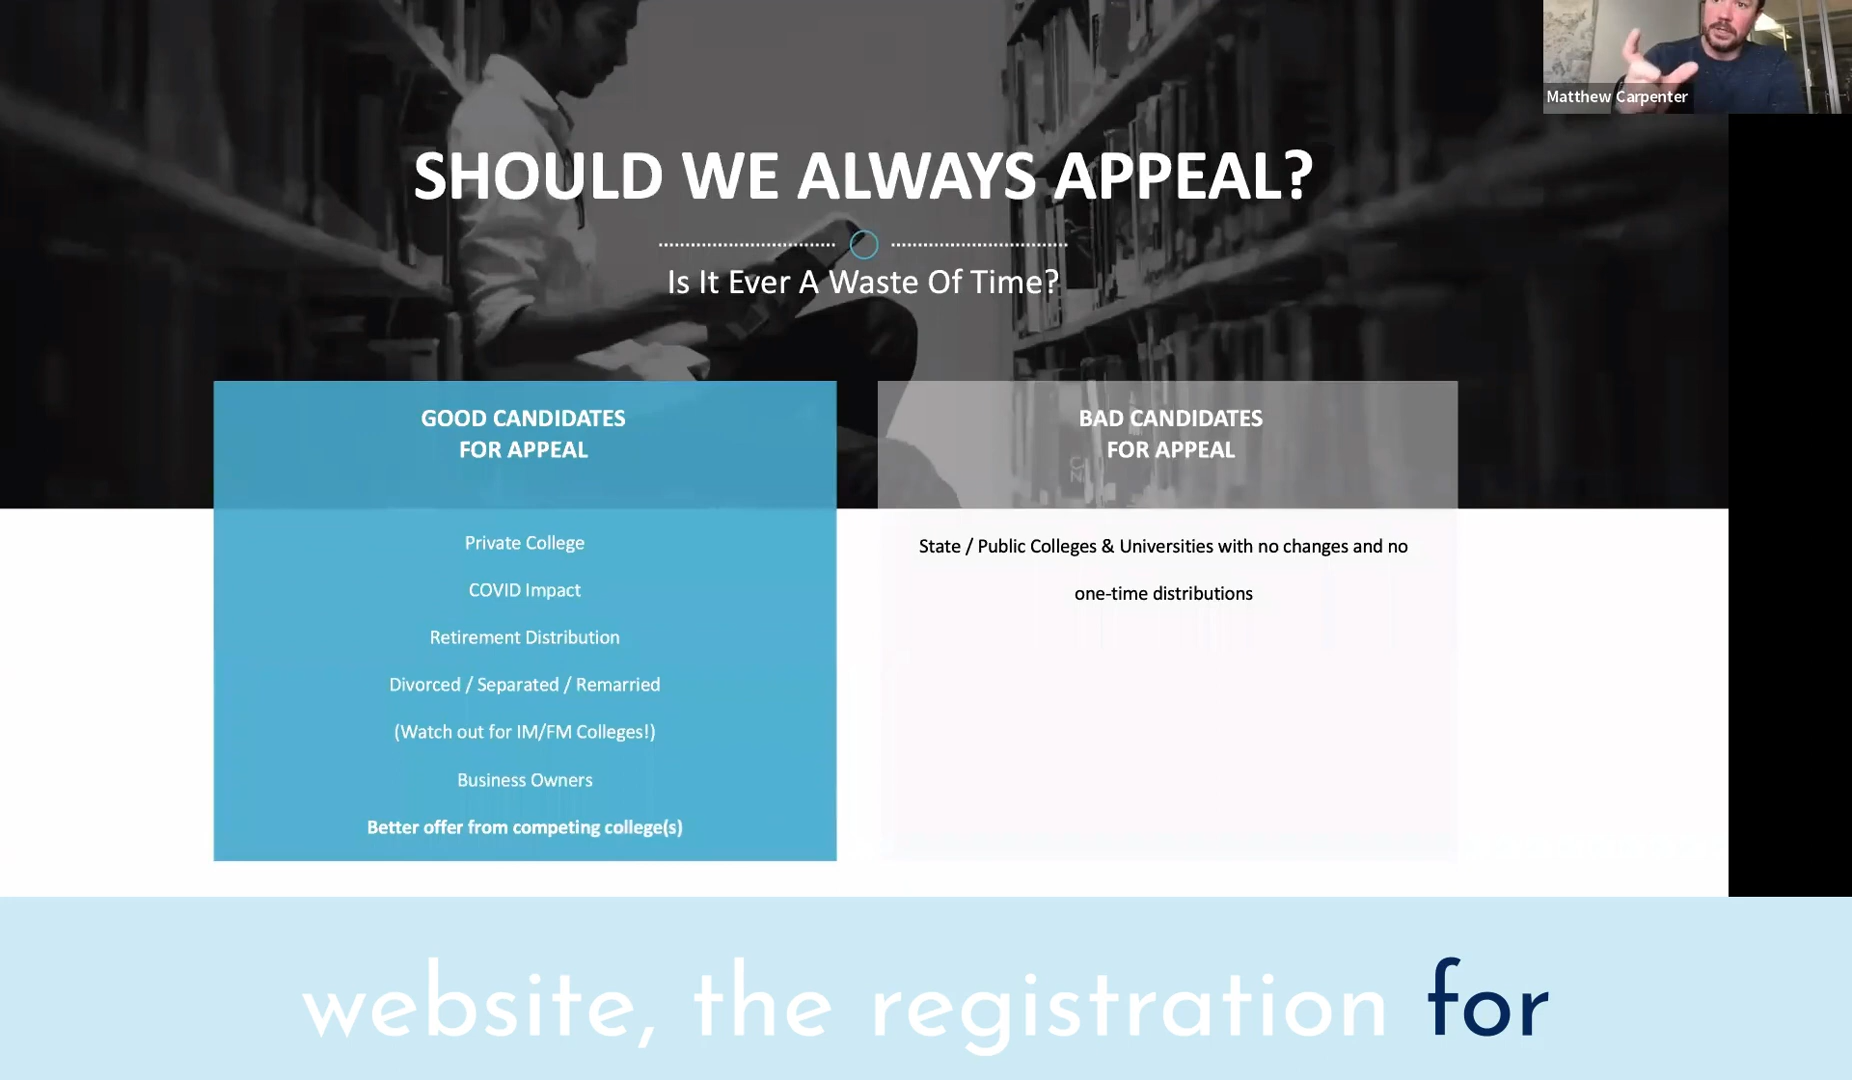 Matthew Carpenter
SHOULD WE ALWAYS APPEAL?
Is It Ever A Waste Of Time?
GOOD CANDIDATES
FOR APPEAL
Private College
COVID Impact
Retirement Distribution
Divorced / Separated / Remarried
(Watch out for IM/FM Colleges!)
Business Owners
Better offer from competing college(s)
BAD CANDIDATES
FOR APPEAL
State / Public Colleges & Universities with no changes and no
one-time distributions
website, the registration for